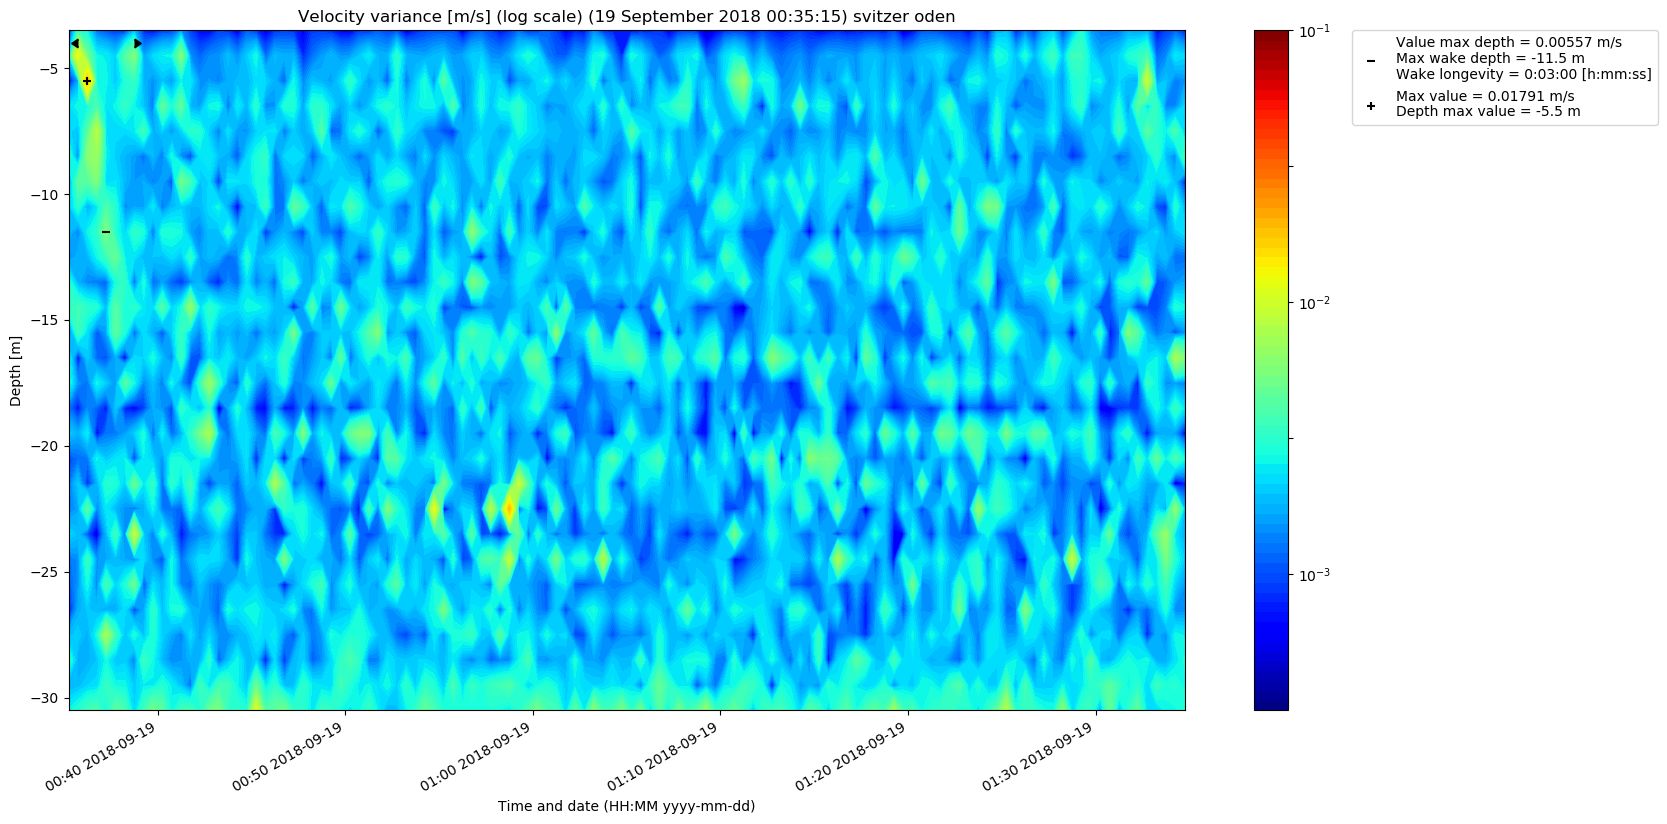 Velocity variance [m/s] (log scale) (19 September 2018 00:35:15) svitzer oden
Depth [m]
−5
−10
−15
−20
−25
−30
00:40 2018-09-19
00:50 2018-09-19
01:00 2018-09-19
01:10 2018-09-19
01:20 2018-09-19
01:30 2018-09-19
Time and date (HH:MM yyyy-mm-dd)
10−1
10−2
10−3
Value max depth = 0.00557 m/s
Max wake depth = -11.5 m
Wake longevity = 0:03:00 [h:mm:ss]
Max value = 0.01791 m/s
Depth max value = -5.5 m